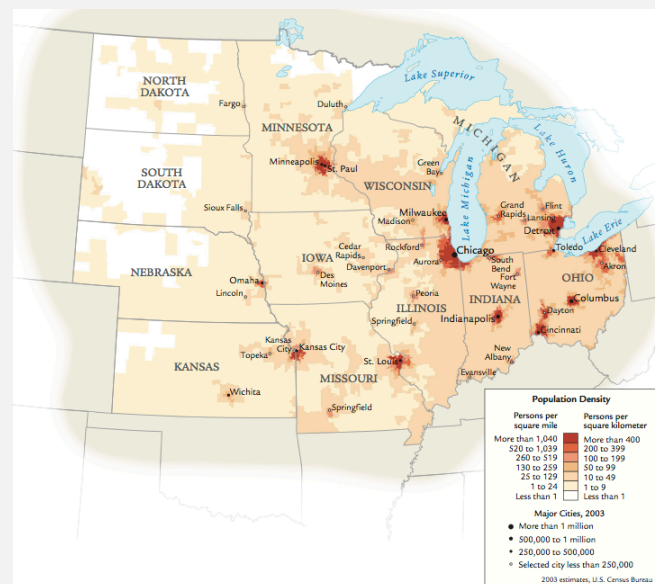 Lake Superior
NORTH
DAKOTA
Fargo
Duluth
MINNESOTA
MICHIGAN
Lake Huron
Minneapolis
St. Paul
Green
Bay
SOUTH
DAKOTA
WISCONSIN
Lake Michigan
Sioux Falls
Milwaukee
Madison
Grand
Rapids
Flint
Lansing
Detroit
Lake Erie
Rockford
Chicago
Aurora
South
Bend
Toledo
Cleveland
Akron
IOWA
Cedar
Rapids
Davenport
Des
Moines
Fort
Wayne
NEBRASKA
Omaha
Lincoln
OHIO
Peoria
ILLINOIS
INDIANA
Columbus
Dayton
Springfield
Indianapolis
Cincinnati
Kansas
City
Kansas City
Topeka
St. Louis
New
Albany
KANSAS
MISSOURI
Evansville
Wichita
Springfield
Population Density
Persons per
square mile
Persons per
square kilometer
More than 1,040 More than 400
520 to 1,039 200 to 399
260 to 519 100 to 199
130 to 259 50 to 99
25 to 129 10 to 49
1 to 24 1 to 9
Less than 1 Less than 1
Major Cities, 2003
More than 1 million
500,000 to 1 million
250,000 to 500,000
Selected city less than 250,000
2003 estimates, U.S. Census Bureau